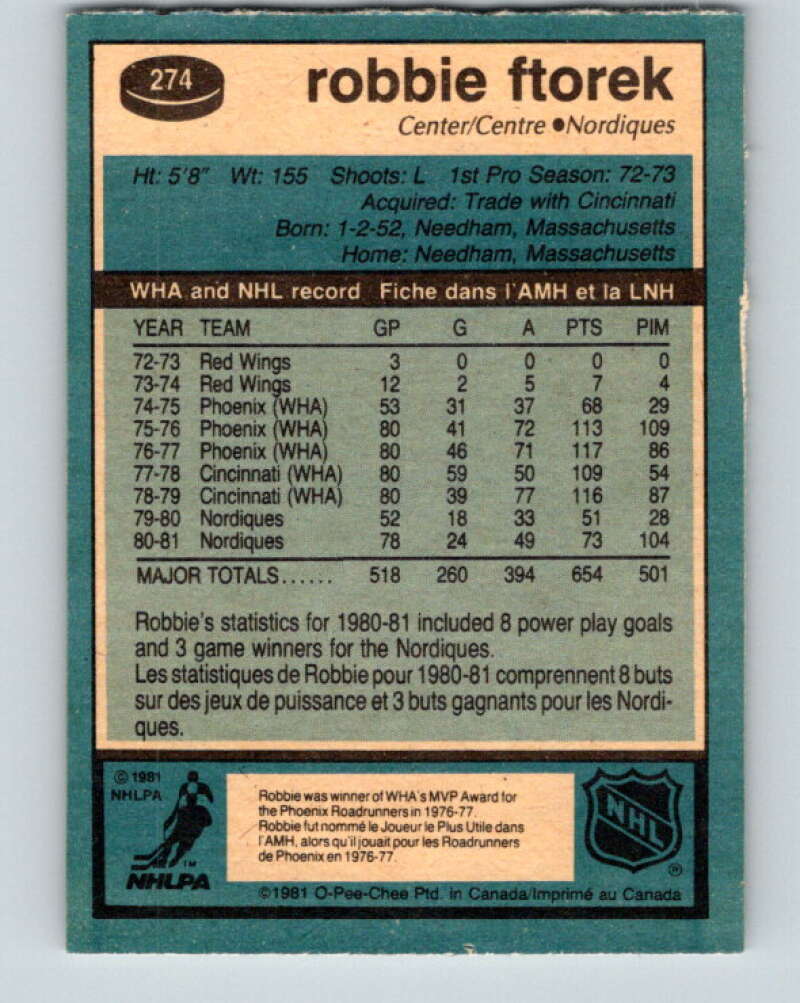 274
robbie ftorek
Center/Centre ●Nordiques
Ht: 5'8" Wt: 155 Shoots: L 1st Pro Season: 72-73
Acquired: Trade with Cincinnati
Born: 1-2-52, Needham, Massachusetts
Home: Needham, Massachusetts
WHA and NHL record Fiche dans l'AMH et la LNH
YEAR TEAM GP G A PTS PIM
72-73 Red Wings 3 0 0 0 0
73-74 Red Wings 12 2 5 7 4
74-75 Phoenix (WHA) 53 31 37 68 29
75-76 Phoenix (WHA) 80 41 72 113 109
76-77 Phoenix (WHA) 80 46 71 117 86
77-78 Cincinnati (WHA) 80 59 50 109 54
78-79 Cincinnati (WHA) 80 39 77 116 87
79-80 Nordiques 52 18 33 51 28
80-81 Nordiques 78 24 49 73 104
MAJOR TOTALS...... 518 260 394 654 501
Robbie's statistics for 1980-81 included 8 power play goals
and 3 game winners for the Nordiques.
Les statistiques de Robbie pour 1980-81 comprennent 8 buts
sur des jeux de puissance et 3 buts gagnants pour les Nordi-
ques.
© 1981
NHLPA
TM
NHLPA
Robbie was winner of WHA's MVP Award for
the Phoenix Roadrunners in 1976-77.
Robbie fut nommé le Joueur le Plus Utile dans
l'AMH, alors qu'il jouait pour les Roadrunners
de Phoenix en 1976-77.
NHL
©1981 O-Pee-Chee Ptd. in Canada/Imprimé au Canada